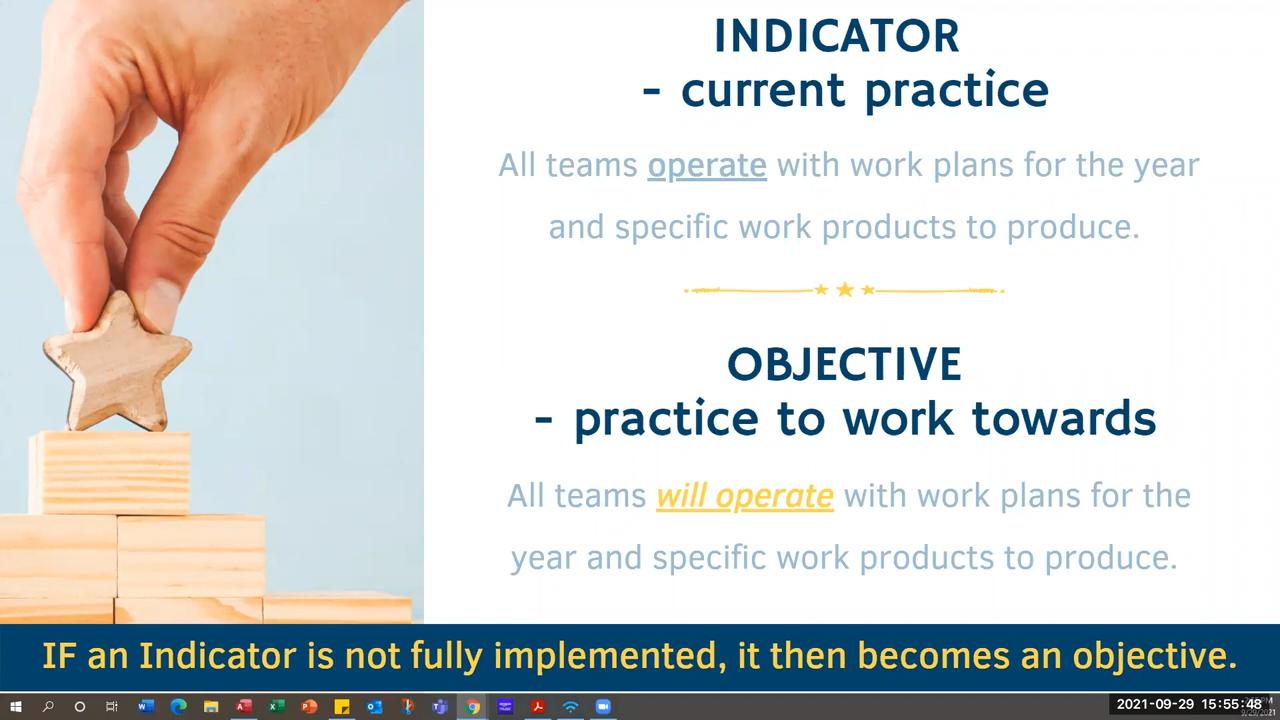 INDICATOR
- current practice
All teams operate with work plans for the year
and specific work products to produce.
OBJECTIVE
- practice to work towards
All teams will operate with work plans for the
year and specific work products to produce.
IF an Indicator is not fully implemented, it then becomes an objective.
2021-09-29 15:55:48